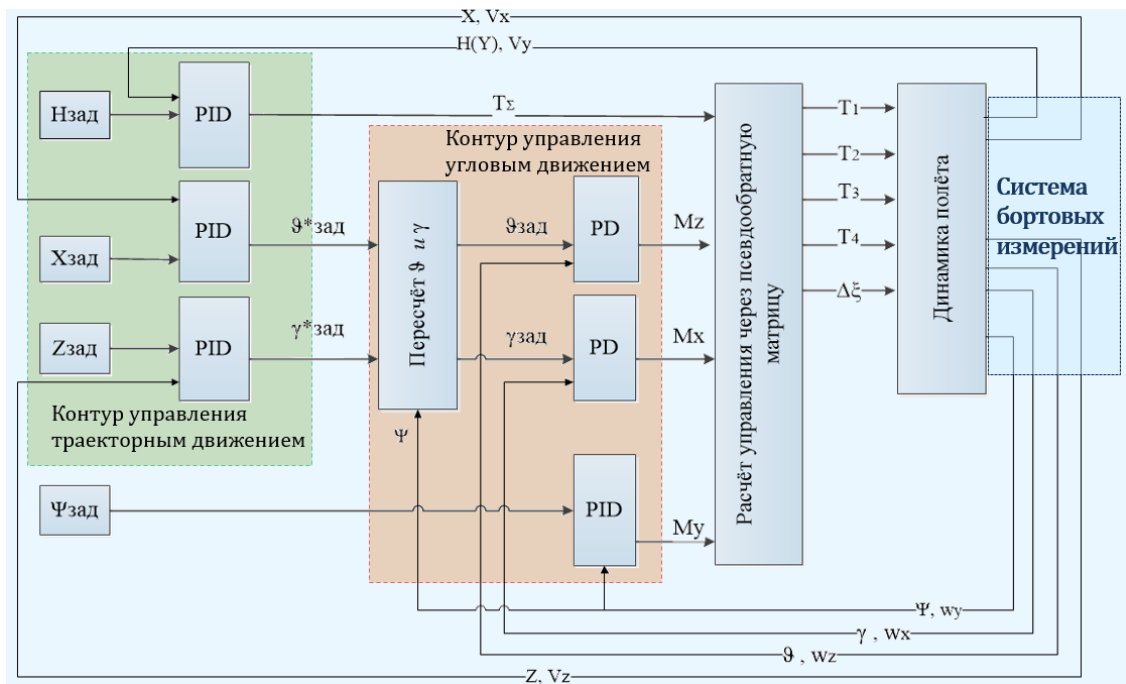 X, Vx
H(Y), Vy
Hзад
PID
TΣ
Контур управления
угловым движением
Xзад
PID
ϑ*зад
Zзад
PID
γ*зад
Контур управления
траекторным движением
Ψзад
Пересчёт ϑ и γ
Ψ
ϑзад
PD
Mz
γзад
PD
Mx
PID
My
Расчёт управления через псевдообратную
матрицу
T1
T2
T3
T4
Δξ
Динамика полёта
Система
бортовых
измерений
Ψ, wy
γ , wx
ϑ , wz
Z, Vz